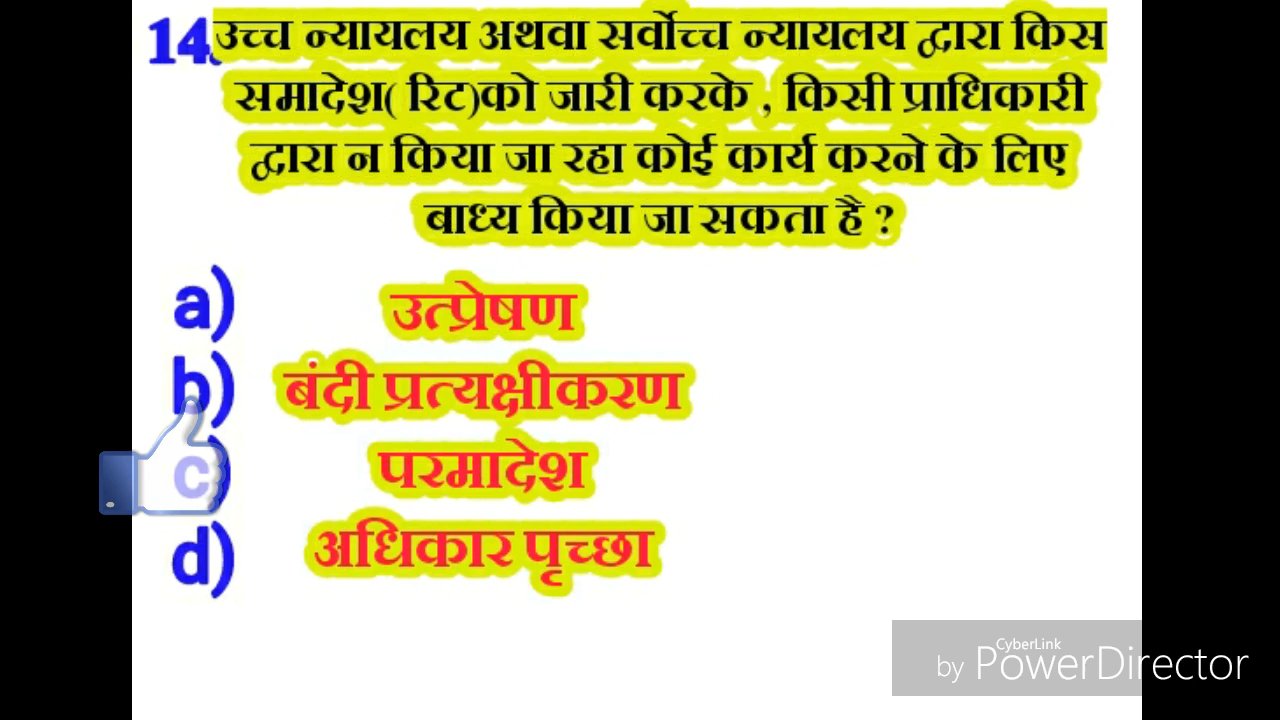 14.उच्च न्यायलय अथवा सर्वोच्च न्यायलय द्वारा किस
समादेश( रिट)को जारी करके , किसी प्राधिकारी
द्वारा न किया जा रहा कोई कार्य करने के लिए
बाध्य किया जा सकता है ?
a) उत्प्रेषण
b) बंदी प्रत्यक्षीकरण
c) परमादेश
d) अधिकार पृच्छा
CyberLink
by PowerDirector